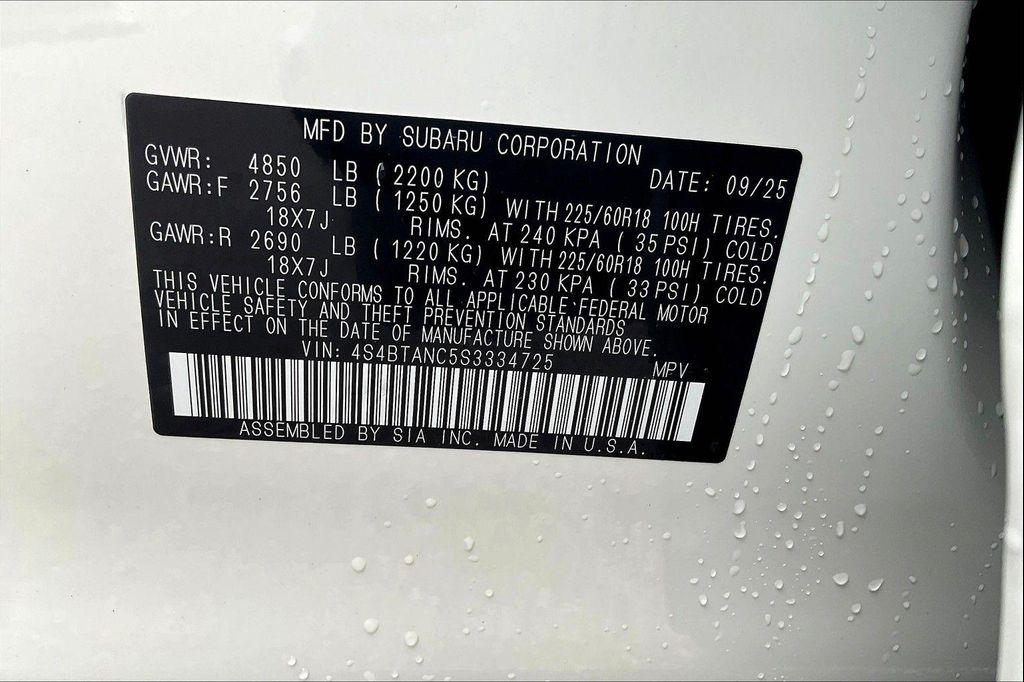 MFD BY SUBARU CORPORATION
GVWR: 4850 LB ( 2200 KG) DATE: 09/25
GAWR:F 2756 LB ( 1250 KG) WITH 225/60R18 100H TIRES.
18X7J RIMS. AT 240 KPA ( 35 PSI) COLD
GAWR:R 2690 LB ( 1220 KG) WITH 225/60R18 100H TIRES.
18X7J RIMS. AT 230 KPA ( 33 PSI) COLD
THIS VEHICLE CONFORMS TO ALL APPLICABLE FEDERAL MOTOR
VEHICLE SAFETY AND THEFT PREVENTION STANDARDS
IN EFFECT ON THE DATE OF MANUFACTURE SHOWN ABOVE.
VIN: 4S4BTANC5S3334725 MPV
ASSEMBLED BY SIA INC. MADE IN U.S.A.